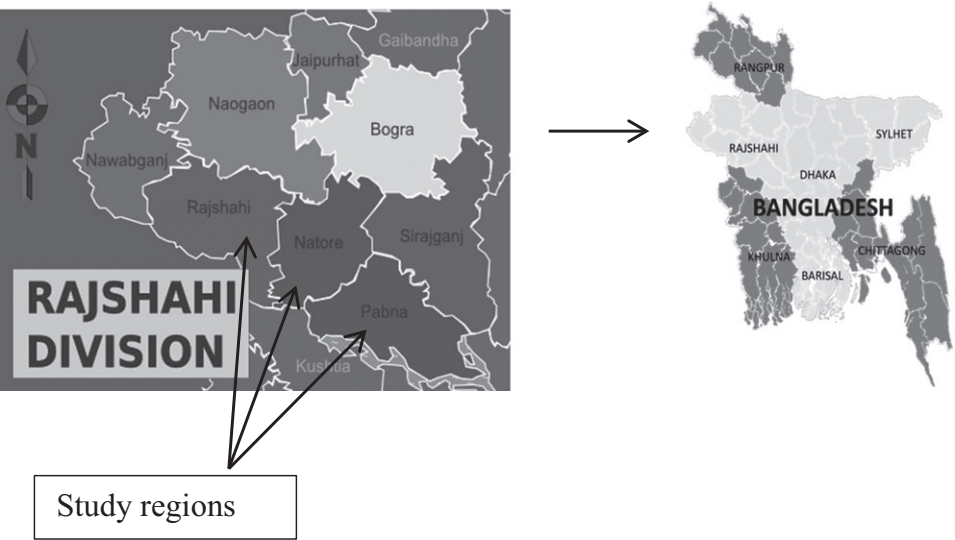 Gaibandha
Jaipurhat
Naogaon
Bogra
N
Nawabganj
Rajshahi
Natore
Sirajganj
Pabna
Kushtia
RAJSHAHI
DIVISION
Study regions
RANGPUR
SYLHET
RAJSHAHI
DHAKA
BANGLADESH
KHULNA
CHITTAGONG
BARISAL